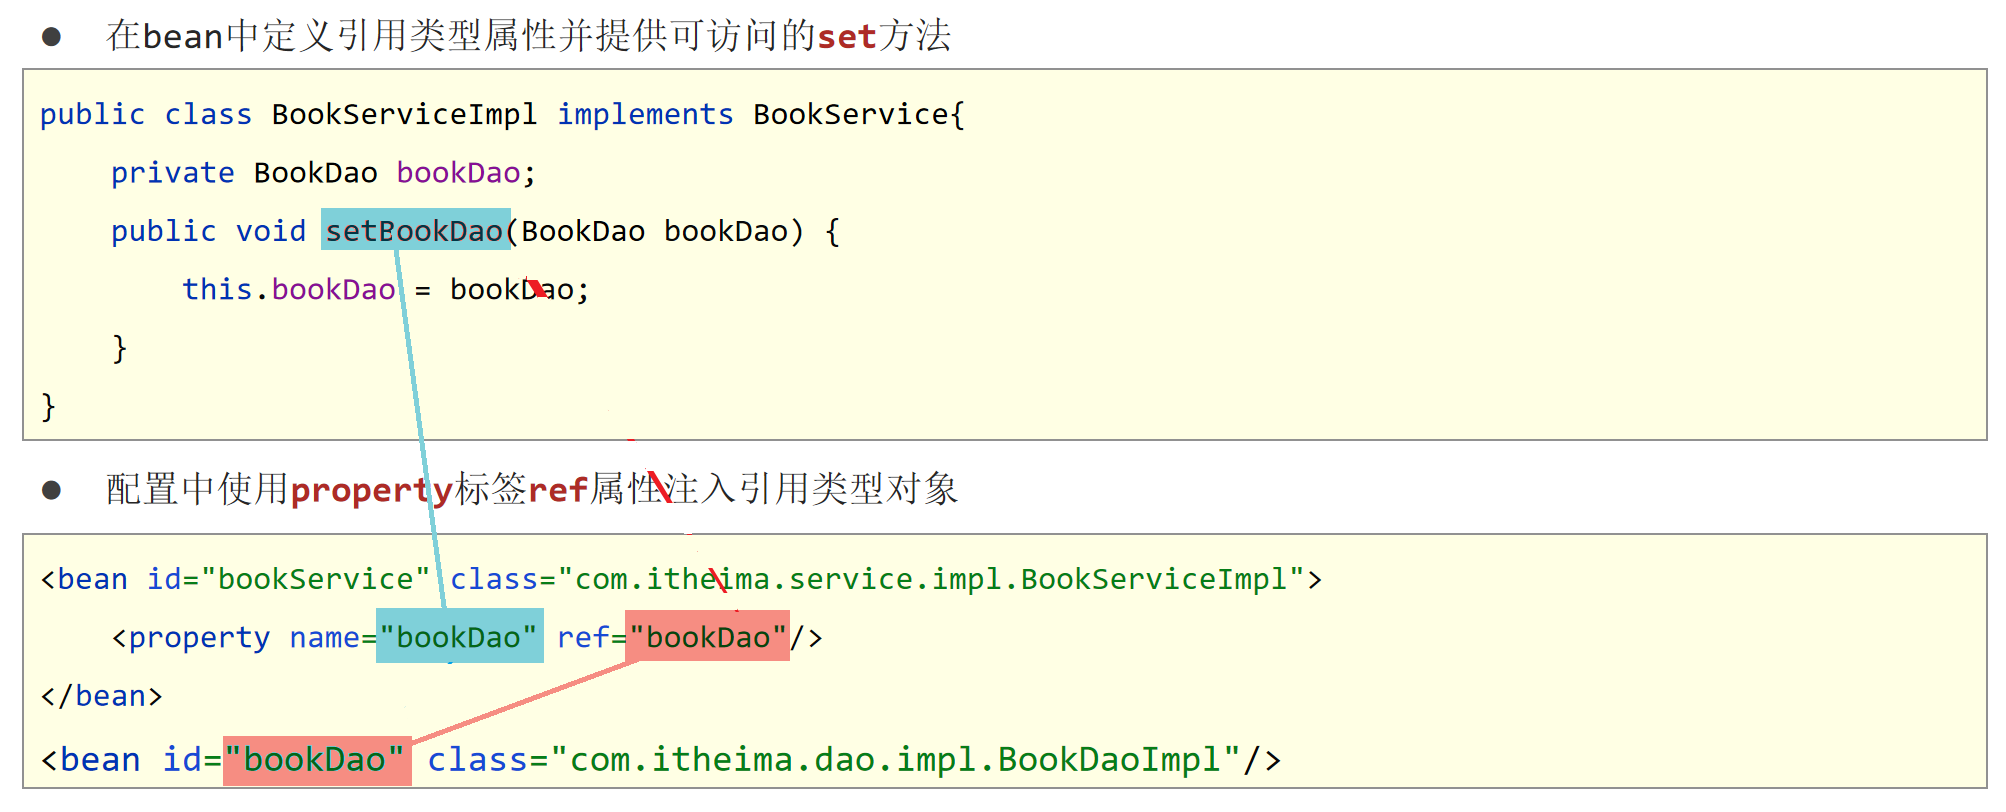 ● 在bean中定义引用类型属性并提供可访问的set方法
public class BookServiceImpl implements BookService{
    private BookDao bookDao;
    public void setBookDao(BookDao bookDao) {
        this.bookDao = bookDao;
    }
}
● 配置中使用property标签ref属性注入引用类型对象
<bean id="bookService" class="com.itheima.service.impl.BookServiceImpl">
    <property name="bookDao" ref="bookDao"/>
</bean>
<bean id="bookDao" class="com.itheima.dao.impl.BookDaoImpl"/>